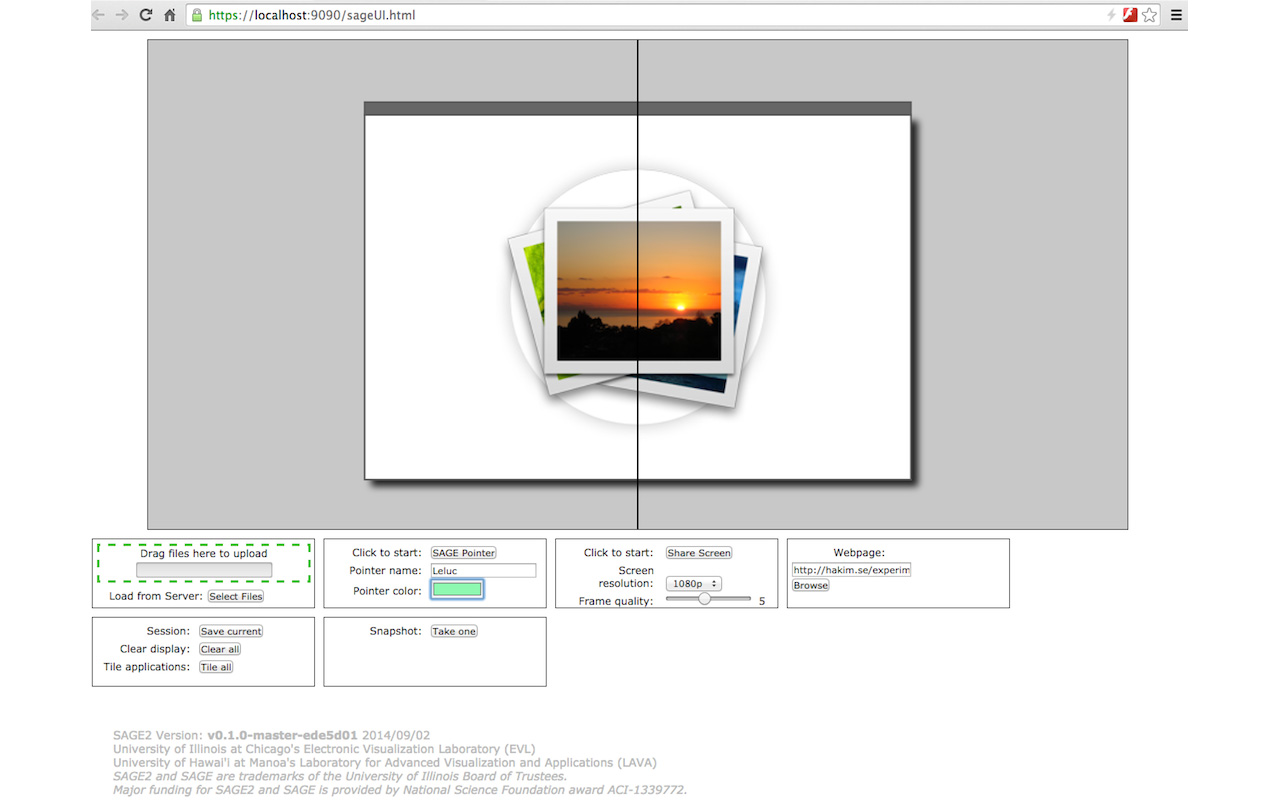 https://localhost:9090/sageUI.html
Drag files here to upload
Load from Server: Select Files
Click to start: SAGE Pointer
Pointer name: Leluc
Pointer color:
Click to start: Share Screen
Screen
resolution: 1080p
Frame quality: 5
Webpage:
http://hakim.se/experim
Browse
Session: Save current
Clear display: Clear all
Tile applications: Tile all
Snapshot: Take one
SAGE2 Version: v0.1.0-master-ede5d01 2014/09/02
University of Illinois at Chicago's Electronic Visualization Laboratory (EVL)
University of Hawai'i at Manoa's Laboratory for Advanced Visualization and Applications (LAVA)
SAGE2 and SAGE are trademarks of the University of Illinois Board of Trustees.
Major funding for SAGE2 and SAGE is provided by National Science Foundation award ACI-1339772.